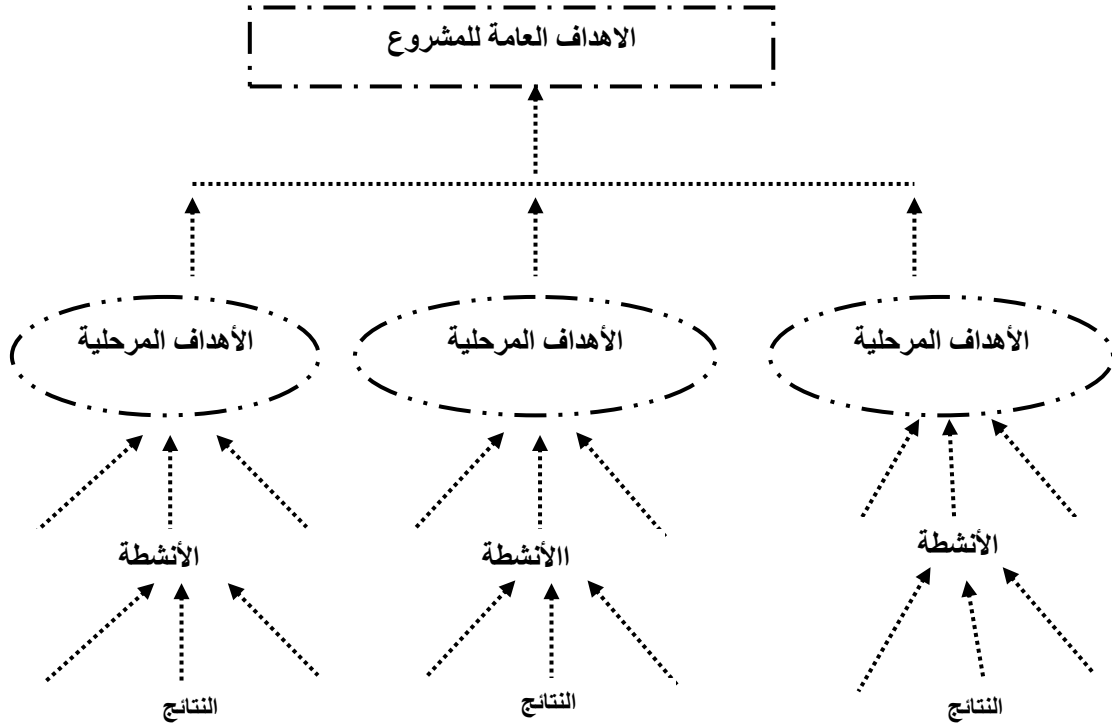 الاهداف العامة للمشروع
الأهداف المرحلية
الأهداف المرحلية
الأهداف المرحلية
الأنشطة
االأنشطة
الأنشطة
النتائج
النتائج
النتائج